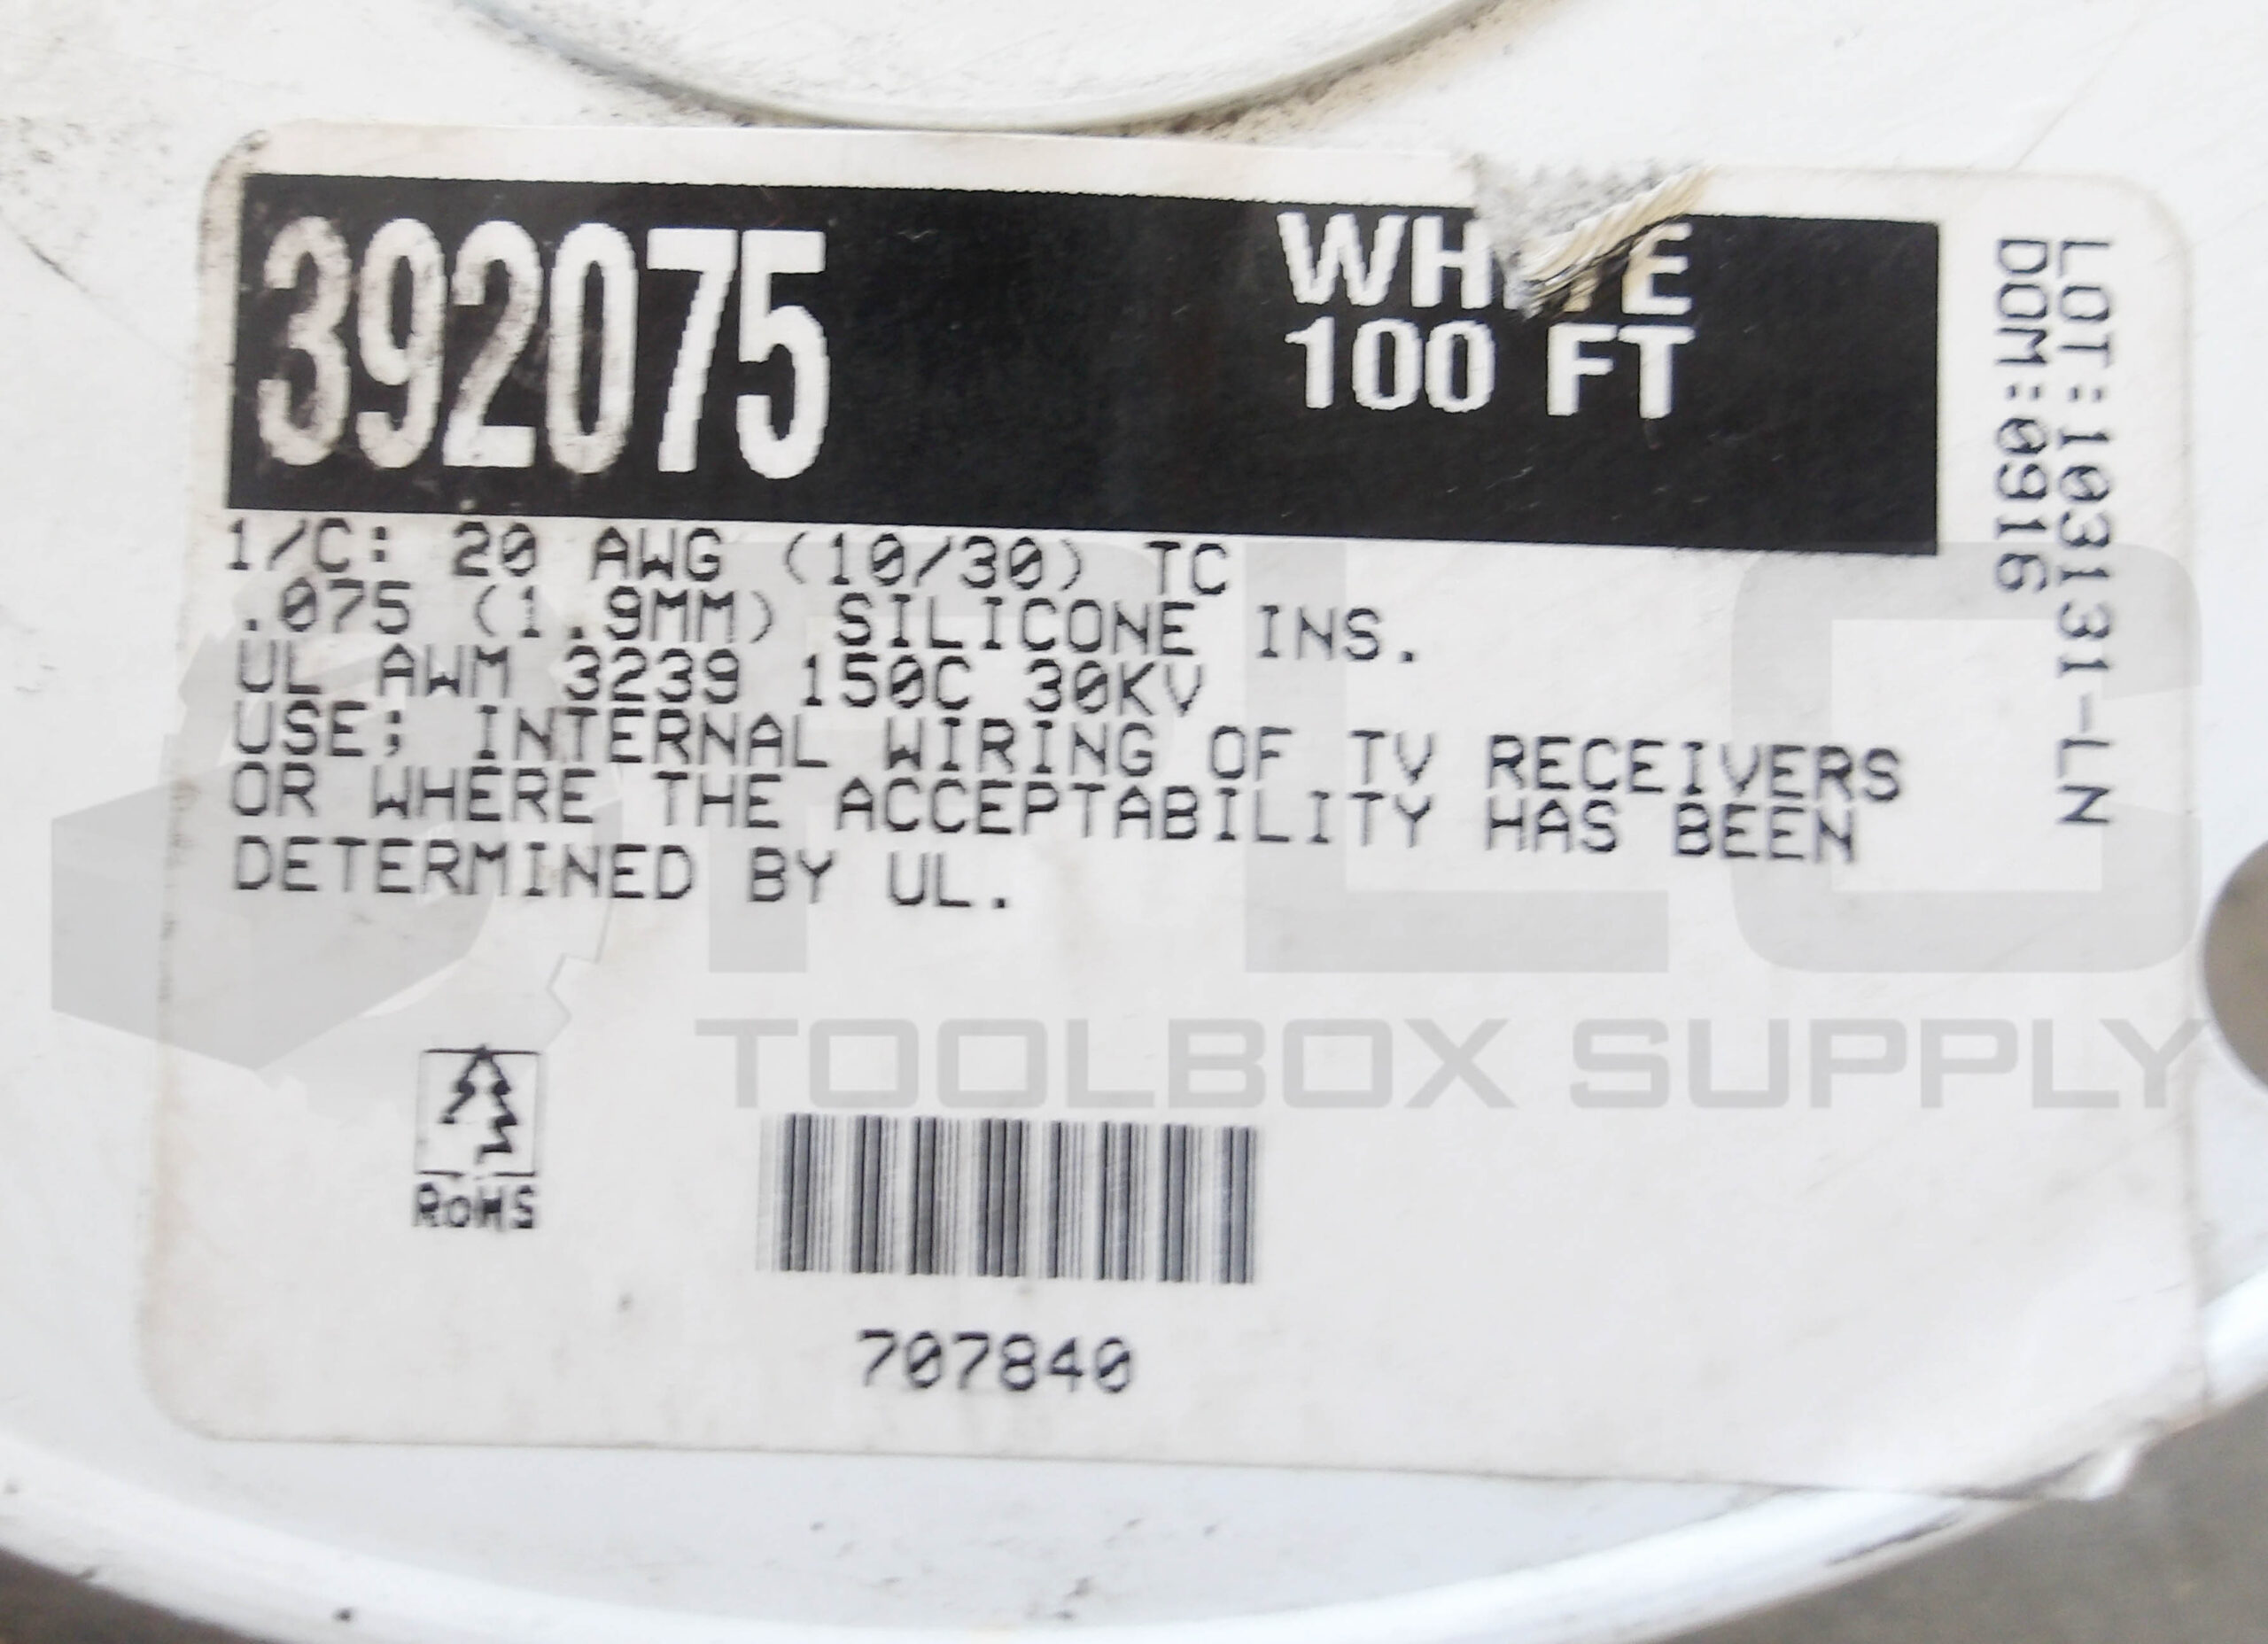 392075
100 FT
LOT:103131-LN
DOM:0916
1/C: 20 AWG (10/30) TC
.075 (1.9MM) SILICONE INS.
UL AWM 3239 150C 30KV
USE; INTERNAL WIRING OF TV RECEIVERS
OR WHERE THE ACCEPTABILITY HAS BEEN
DETERMINED BY UL.
PLC
TOOLBOX SUPPLY
RoHS
707840